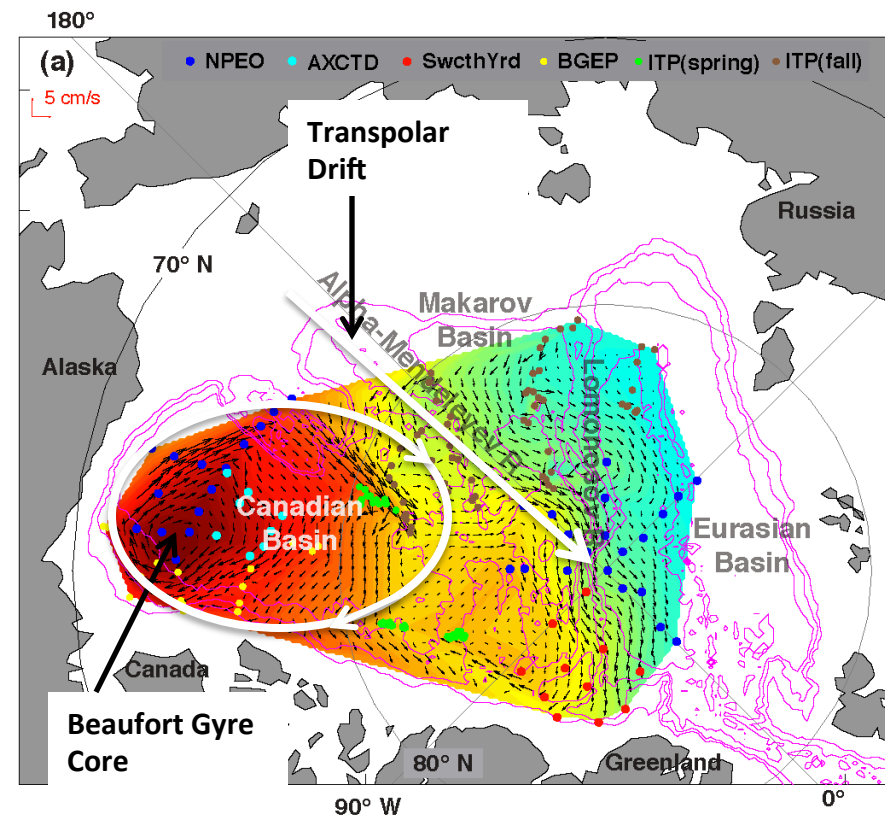 180°
(a)
NPEO AXCTD SwcthYrd BGEP ITP(spring) ITP(fall)
5 cm/s
Transpolar
Drift
Russia
70° N
Alpha-Mendeleyev R
Makarov
Basin
Lomonosov R
Alaska
Canadian
Basin
Eurasian
Basin
Canada
Beaufort Gyre
Core
80° N
Greenland
90° W
0°